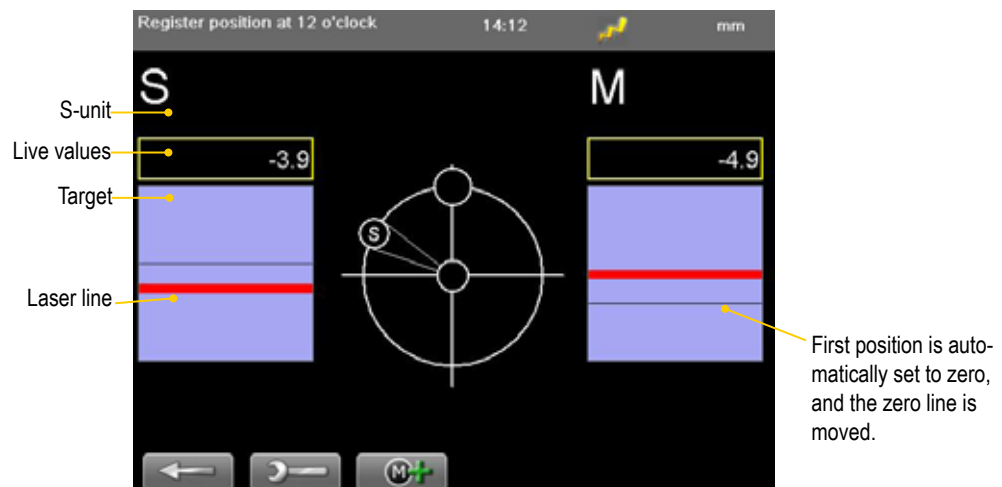 Register position at 12 o'clock 14:12 mm
S M
S-unit
Live values
-3.9 -4.9
Target
S
Laser line
First position is auto-
matically set to zero,
and the zero line is
moved.
M